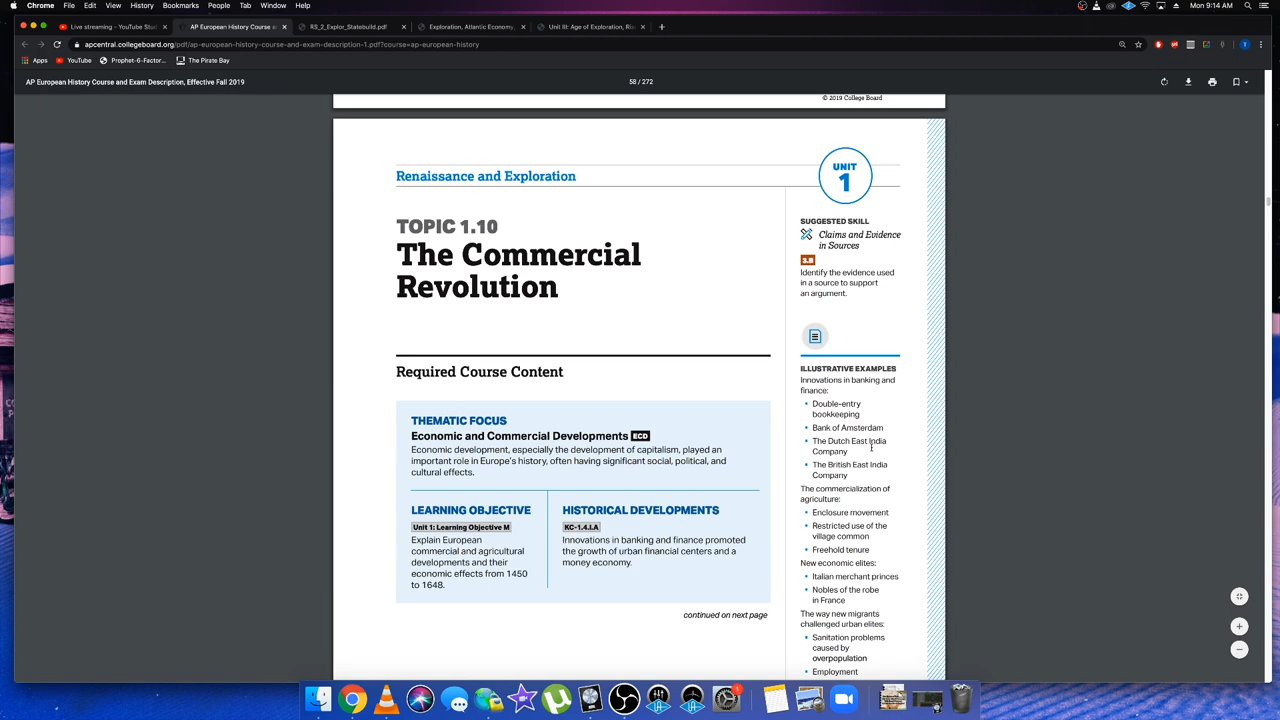 Chrome File Edit View History Bookmarks People Tab Window Help
Mon 9:14 AM
Live streaming - YouTube Stud
AP European History Course an
RS_2_Explor_Statebuild.pdf
Exploration, Atlantic Economy,
Unit III: Age of Exploration, R
apcentral.collegeboard.org/pdf/ap-european-history-course-and-exam-description-1.pdf?course=ap-european-history
Apps YouTube Prophet-6-Factor... The Pirate Bay
AP European History Course and Exam Description, Effective Fall 2019
58 / 272
© 2019 College Board
Renaissance and Exploration
UNIT
1
TOPIC 1.10
The Commercial
Revolution
Required Course Content
THEMATIC FOCUS
Economic and Commercial Developments ECD
Economic development, especially the development of capitalism, played an
important role in Europe's history, often having significant social, political, and
cultural effects.
LEARNING OBJECTIVE
Unit 1: Learning Objective M
Explain European
commercial and agricultural
developments and their
economic effects from 1450
to 1648.
HISTORICAL DEVELOPMENTS
KC-1.4.I.A
Innovations in banking and finance promoted
the growth of urban financial centers and a
money economy.
continued on next page
SUGGESTED SKILL
Claims and Evidence
in Sources
3.B
Identify the evidence used
in a source to support
an argument.
ILLUSTRATIVE EXAMPLES
Innovations in banking and
finance:
• Double-entry
bookkeeping
• Bank of Amsterdam
• The Dutch East India
Company
• The British East India
Company
The commercialization of
agriculture:
• Enclosure movement
• Restricted use of the
village common
• Freehold tenure
New economic elites:
• Italian merchant princes
• Nobles of the robe
in France
The way new migrants
challenged urban elites:
• Sanitation problems
caused by
overpopulation
• Employment